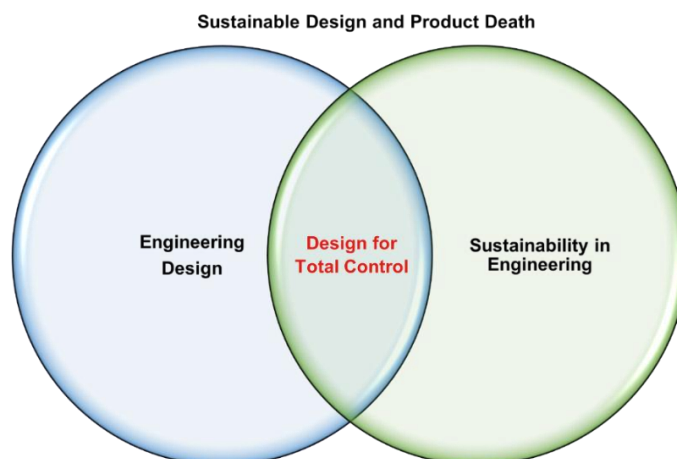 Sustainable Design and Product Death
Engineering
Design
Design for
Total Control
Sustainability in
Engineering